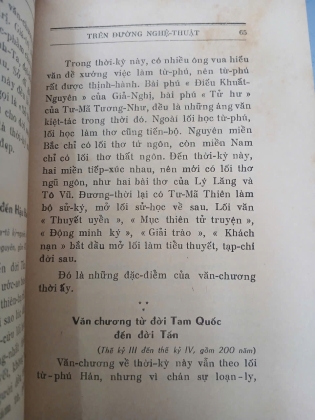 TRÊN ĐƯỜNG NGHỆ-THUẬT 65
Trong thời-kỳ này, có nhiều ông vua hiếu
văn đề xướng việc làm từ-phú, nên từ-phú
rất được thịnh-hành. Bài phú « Điếu Khuất-
Nguyên » của Giả-Nghị, bài phú « Tử hư »
của Tư-Mã Tương-Như, đều là những áng văn
kiệt-tác trong thời đó. Ngoài lối học từ-phú,
lối học làm thơ cũng tiến-bộ. Nguyên miền
Bắc chỉ có lối thơ tứ ngôn, còn miền Nam
chỉ có lối thơ thất ngôn. Đến thời-kỳ này,
hai miền tiếp-xúc nhau, nên mới có lối thơ
ngũ ngôn, như hai bài thơ của Lý Lăng và
Tô Vũ. Đương-thời lại có Tư-Mã Thiên làm
bộ sử-ký, mở lối sử-học về sau. Lối văn
« Thuyết uyển », « Mục thiên tử truyện »,
« Động minh ký », « Giải trào », « Khách
nạn » bắt đầu mở lối làm tiểu thuyết, tạp-chí
đời sau.
Đó là những đặc-điểm của văn-chương
thời ấy.
Văn chương từ đời Tam Quốc
đến đời Tấn
(Thế kỷ III đến thế kỷ IV, gồm 200 năm)
Văn-chương về thời-kỳ này vẫn theo lối
từ-phú Hán, nhưng vì chán sự loạn-ly,